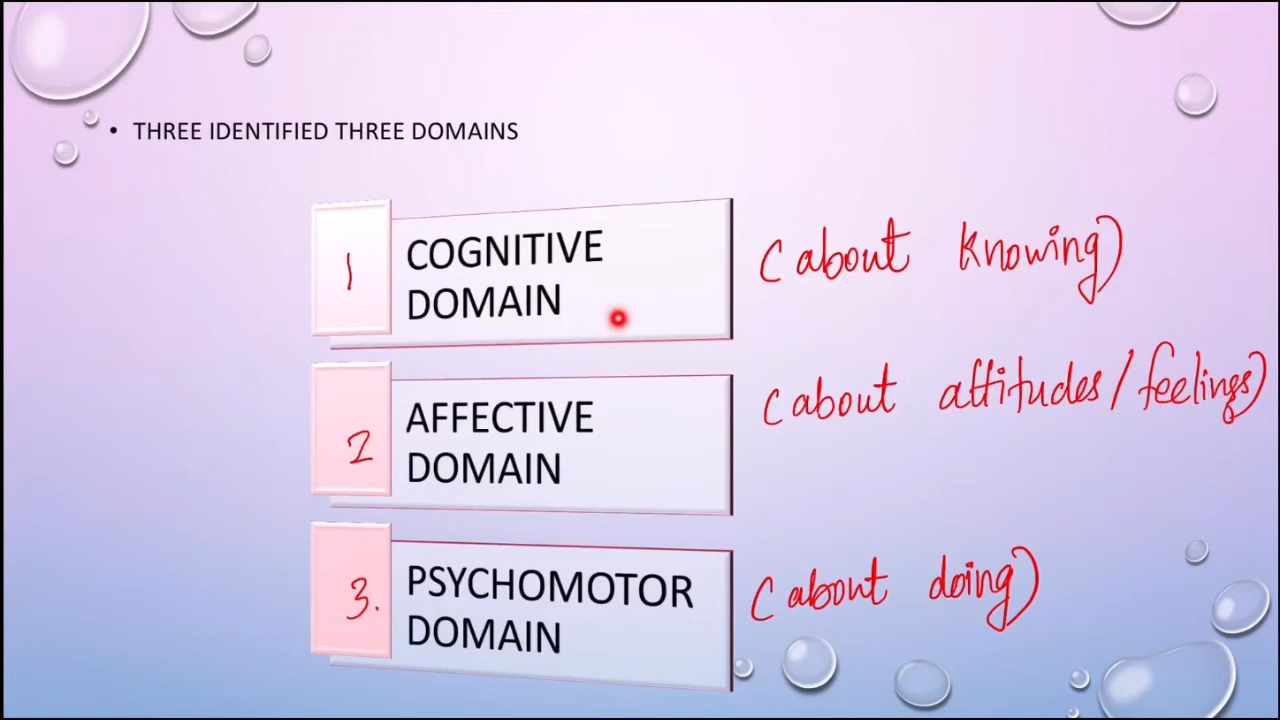 • THREE IDENTIFIED THREE DOMAINS
1
COGNITIVE
DOMAIN
(about knowing)
2
AFFECTIVE
DOMAIN
(about attitudes/feelings)
3.
PSYCHOMOTOR
DOMAIN
(about doing)